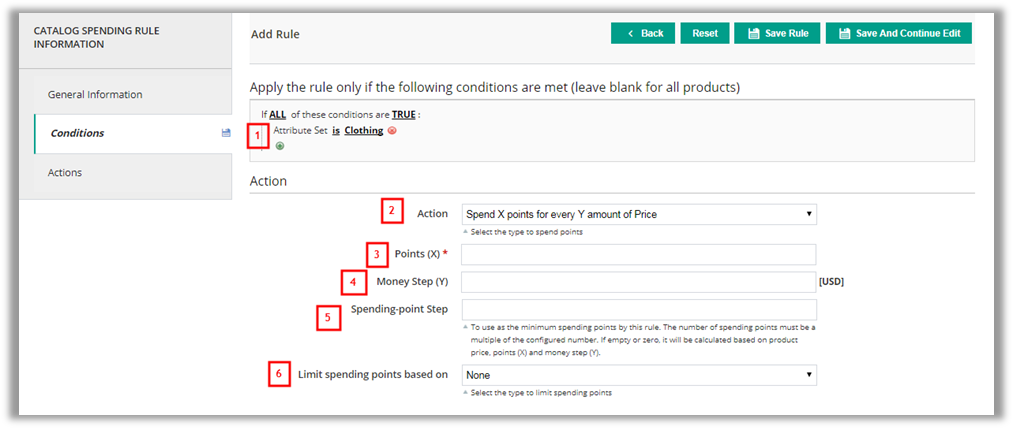 CATALOG SPENDING RULE
INFORMATION
General Information
Conditions
Actions
Add Rule
Back
Reset
Save Rule
Save And Continue Edit
Apply the rule only if the following conditions are met (leave blank for all products)
If ALL of these conditions are TRUE :
1
Attribute Set is Clothing
Action
2
Action
Spend X points for every Y amount of Price
Select the type to spend points
3
Points (X) *
4
Money Step (Y)
[USD]
5
Spending-point Step
To use as the minimum spending points by this rule. The number of spending points must be a
multiple of the configured number. If empty or zero, it will be calculated based on product
price, points (X) and money step (Y).
6
Limit spending points based on
None
Select the type to limit spending points